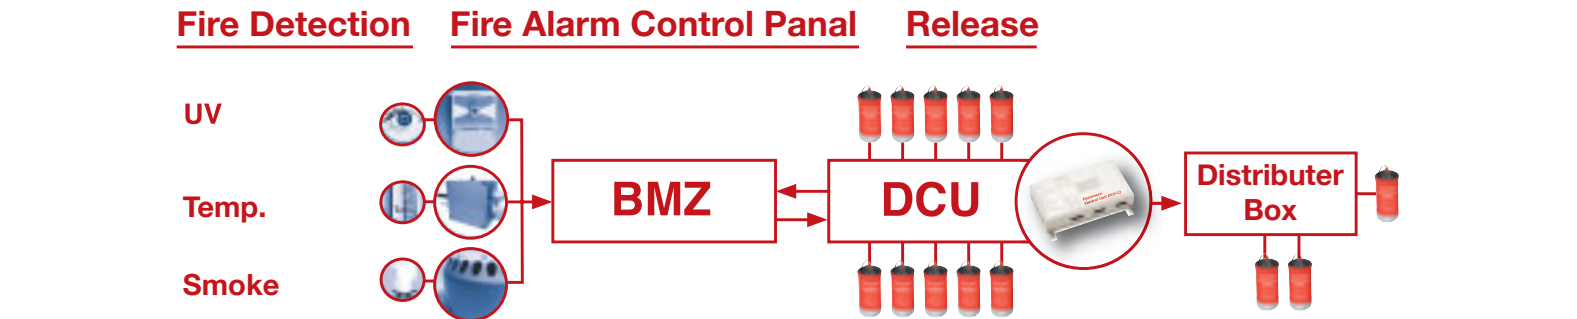 Fire Detection
Fire Alarm Control Panal
Release
UV
Temp.
Smoke
BMZ
DCU
Distributer
Box